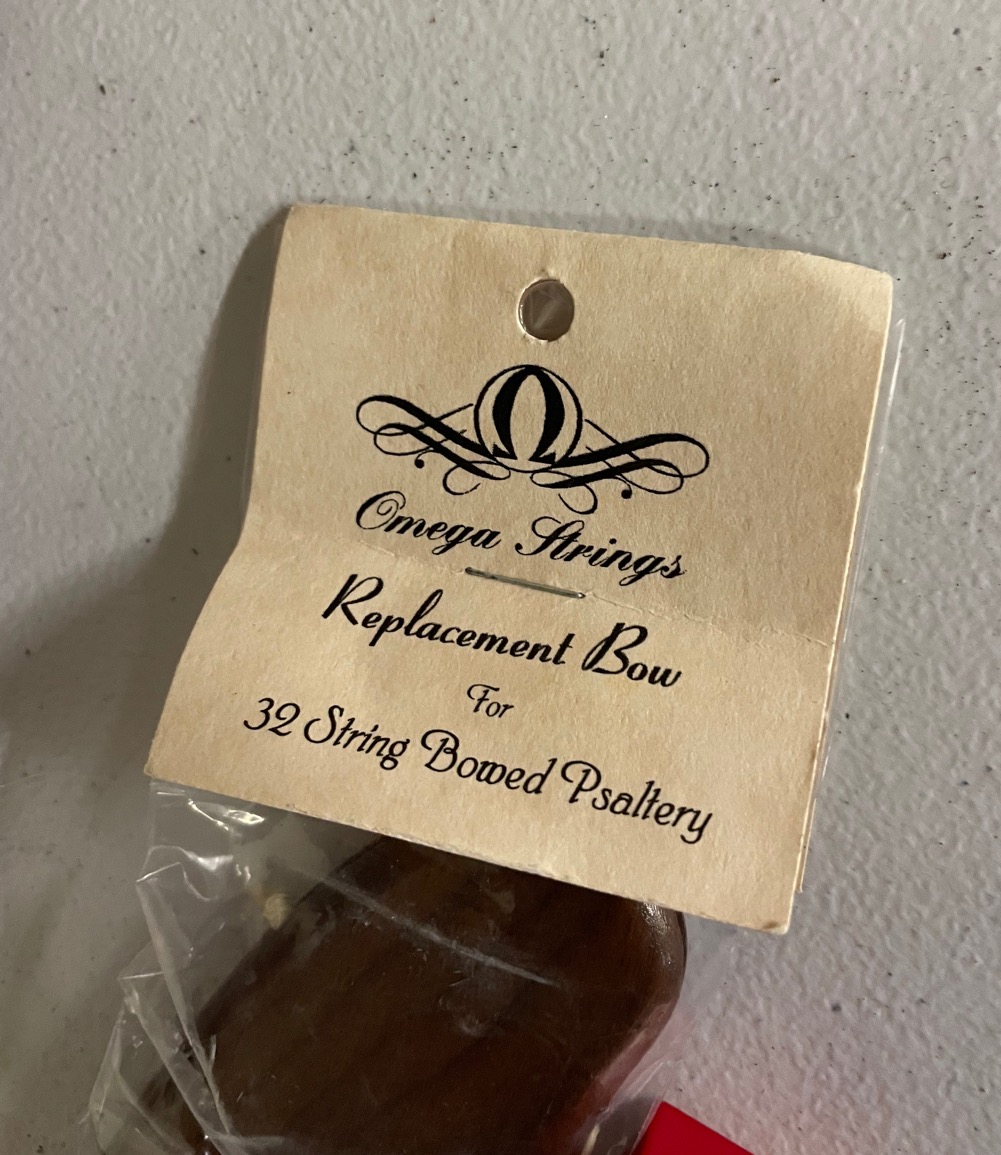 Omega Strings
Replacement Bow
For
32 String Bowed Psaltery